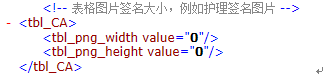 <!-- 表格图片签名大小，例如护理签名图片 -->
- <tbl_CA>
<tbl_png_width value="0"/>
<tbl_png_height value="0"/>
</tbl_CA>